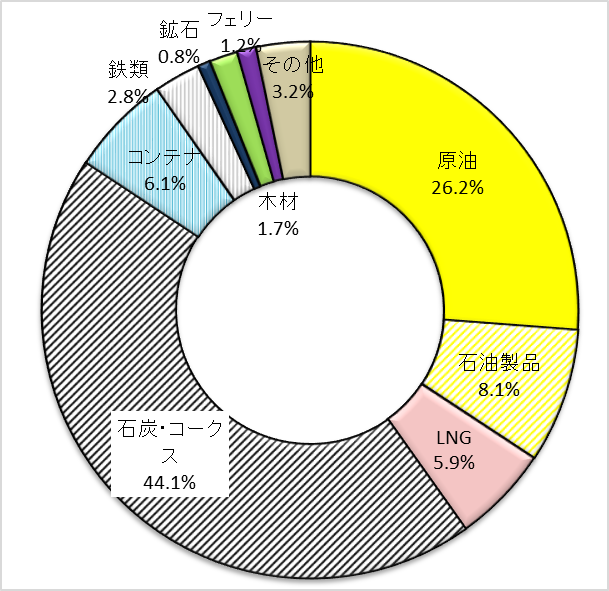 鉱石
0.8%
フェリー
1.2%
その他
3.2%
鉄類
2.8%
コンテナ
6.1%
木材
1.7%
原油
26.2%
石油製品
8.1%
LNG
5.9%
石炭・コーク
ス
44.1%